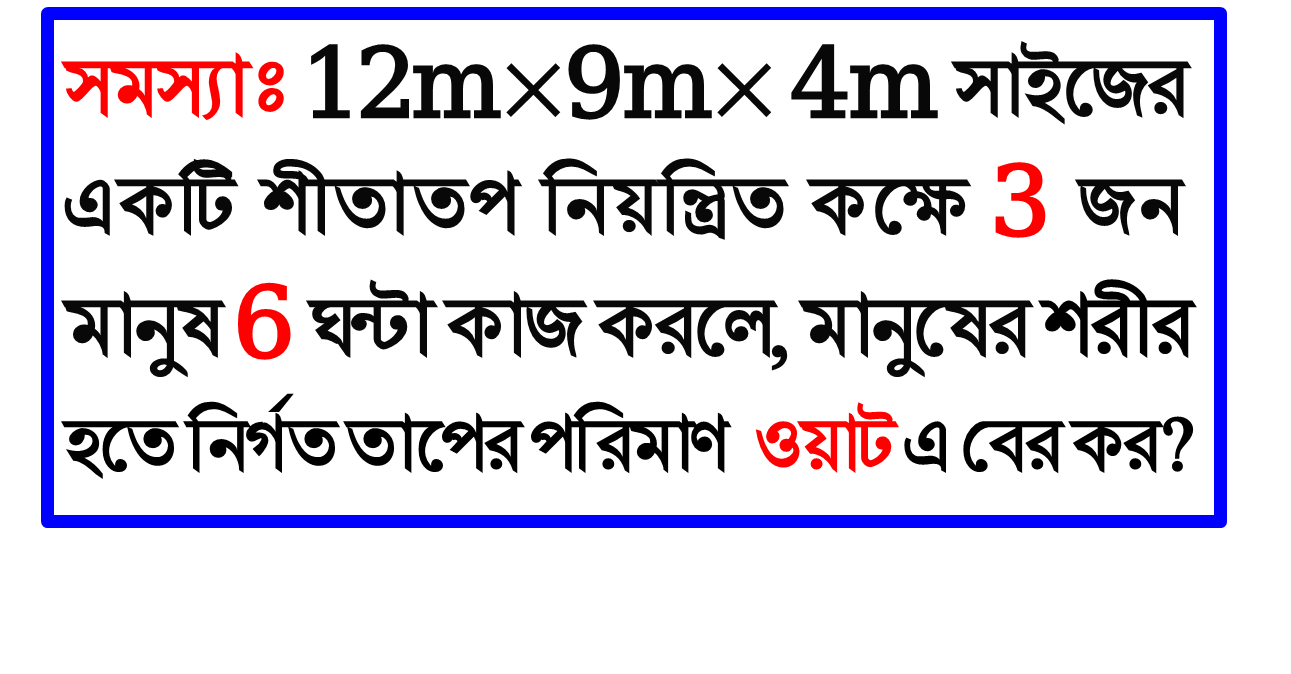 সমস্যাঃ 12m×9m× 4m সাইজের
একটি শীতাতপ নিয়ন্ত্রিত কক্ষে 3 জন
মানুষ 6 ঘন্টা কাজ করলে, মানুষের শরীর
হতে নির্গত তাপের পরিমাণ ওয়াট এ বের কর?